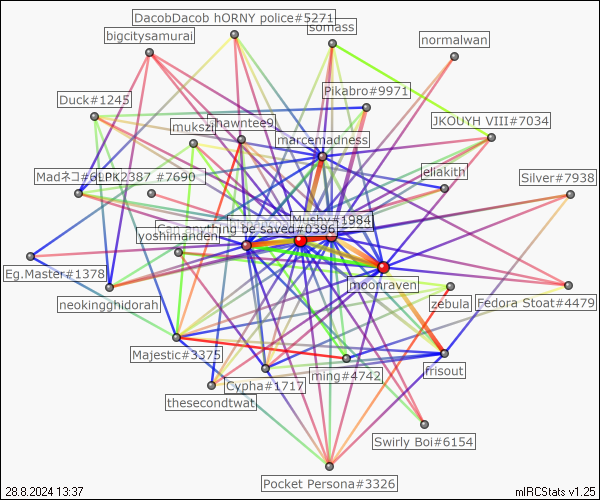 DacobDacob hORNY police#5271
somass
bigcitysamurai
normalwan
Pikabro#9971
Duck#1245
shawntee9
mukszi
JKOUYH VIII#7034
marcemadness
eliakith
Madネコ#6LPK2387 #7690
Silver#7938
Mushy#1984
Can anything be saved#0396
yoshimanden
Eg.Master#1378
moonraven
neokingghidorah
zebula
Fedora Stoat#4479
Majestic#3375
Cypha#1717
ming#4742
frisout
thesecondtwat
Swirly Boi#6154
Pocket Persona#3326
28.8.2024 13:37
mIRCStats v1.25